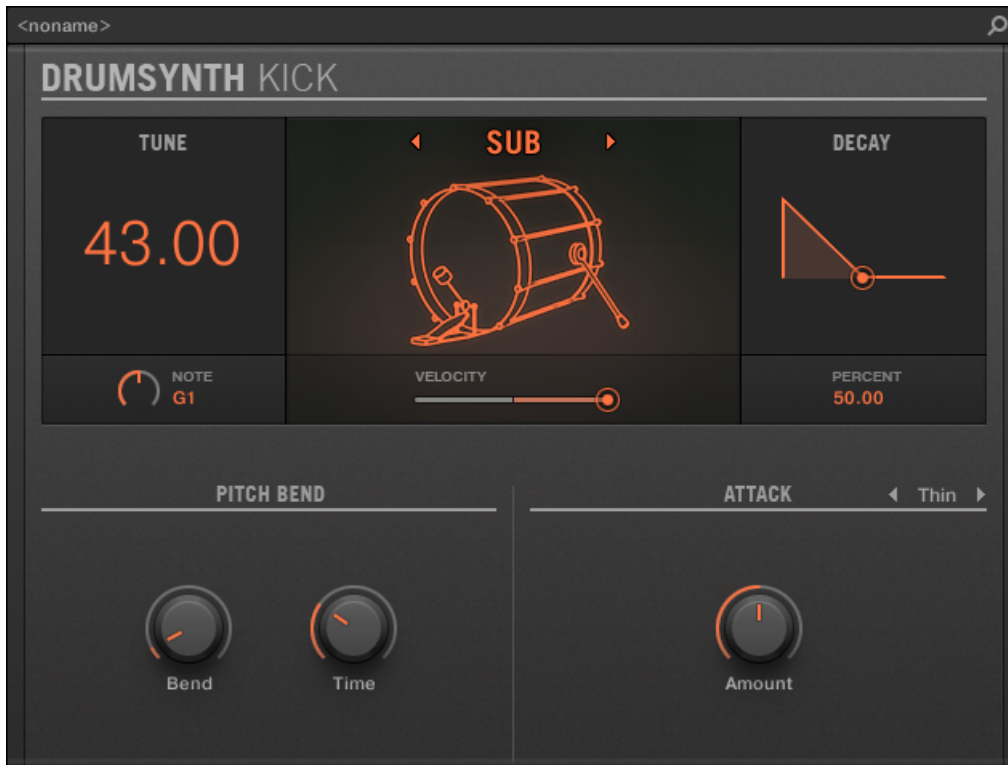 <noname>
DRUMSYNTH KICK
TUNE
SUB
DECAY
43.00
NOTE
G1
VELOCITY
PERCENT
50.00
PITCH BEND
ATTACK
Thin
Bend
Time
Amount